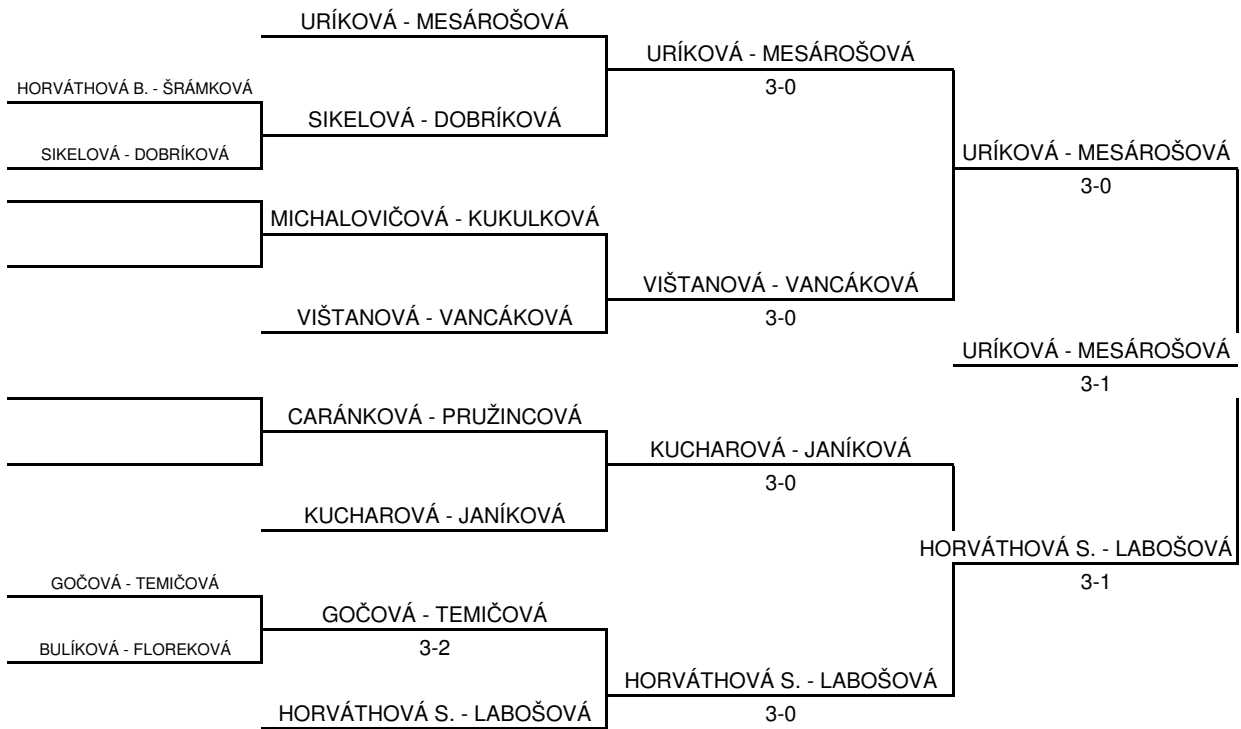 URÍKOVÁ - MESÁROŠOVÁ
URÍKOVÁ - MESÁROŠOVÁ
3-0
HORVÁTHOVÁ B. - ŠRÁMKOVÁ
SIKELOVÁ - DOBRÍKOVÁ
SIKELOVÁ - DOBRÍKOVÁ
URÍKOVÁ - MESÁROŠOVÁ
3-0
MICHALOVIČOVÁ - KUKULKOVÁ
VIŠTANOVÁ - VANCÁKOVÁ
3-0
VIŠTANOVÁ - VANCÁKOVÁ
URÍKOVÁ - MESÁROŠOVÁ
3-1
CARÁNKOVÁ - PRUŽINCOVÁ
KUCHAROVÁ - JANÍKOVÁ
3-0
KUCHAROVÁ - JANÍKOVÁ
HORVÁTHOVÁ S. - LABOŠOVÁ
3-1
GOČOVÁ - TEMIČOVÁ
GOČOVÁ - TEMIČOVÁ
3-2
BULÍKOVÁ - FLOREKOVÁ
HORVÁTHOVÁ S. - LABOŠOVÁ
3-0
HORVÁTHOVÁ S. - LABOŠOVÁ